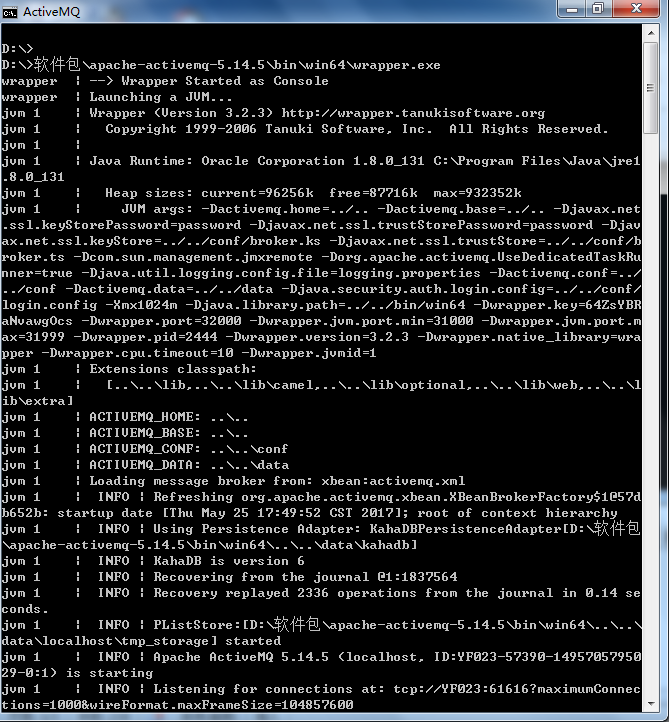 ActiveMQ
D:\>
D:\>软件包\apache-activemq-5.14.5\bin\win64\wrapper.exe
wrapper  | --> Wrapper Started as Console
wrapper  | Launching a JVM...
jvm 1    | Wrapper (Version 3.2.3) http://wrapper.tanukisoftware.org
jvm 1    |   Copyright 1999-2006 Tanuki Software, Inc.  All Rights Reserved.
jvm 1    |
jvm 1    | Java Runtime: Oracle Corporation 1.8.0_131 C:\Program Files\Java\jre1
.8.0_131
jvm 1    |   Heap sizes: current=96256k  free=87716k  max=932352k
jvm 1    |     JVM args: -Dactivemq.home=../.. -Dactivemq.base=../.. -Djavax.net
.ssl.keyStorePassword=password -Djavax.net.ssl.trustStorePassword=password -Djav
ax.net.ssl.keyStore=../../conf/broker.ks -Djavax.net.ssl.trustStore=../../conf/b
roker.ts -Dcom.sun.management.jmxremote -Dorg.apache.activemq.UseDedicatedTaskRu
nner=true -Djava.util.logging.config.file=logging.properties -Dactivemq.conf=../
../conf -Dactivemq.data=../../data -Djava.security.auth.login.config=../../conf/
login.config -Xmx1024m -Djava.library.path=../../bin/win64 -Dwrapper.key=64ZsYBR
aNvawgOcs -Dwrapper.port=32000 -Dwrapper.jvm.port.min=31000 -Dwrapper.jvm.port.m
ax=31999 -Dwrapper.pid=2444 -Dwrapper.version=3.2.3 -Dwrapper.native_library=wra
pper -Dwrapper.cpu.timeout=10 -Dwrapper.jvmid=1
jvm 1    | Extensions classpath:
jvm 1    |   [..\..\lib,..\..\lib\camel,..\..\lib\optional,..\..\lib\web,..\..\l
ib\extra]
jvm 1    | ACTIVEMQ_HOME: ..\..
jvm 1    | ACTIVEMQ_BASE: ..\..
jvm 1    | ACTIVEMQ_CONF: ..\..\conf
jvm 1    | ACTIVEMQ_DATA: ..\..\data
jvm 1    | Loading message broker from: xbean:activemq.xml
jvm 1    |  INFO | Refreshing org.apache.activemq.xbean.XBeanBrokerFactory$1@57d
b652b: startup date [Thu May 25 17:49:52 CST 2017]; root of context hierarchy
jvm 1    |  INFO | Using Persistence Adapter: KahaDBPersistenceAdapter[D:\软件包
\apache-activemq-5.14.5\bin\win64\..\..\data\kahadb]
jvm 1    |  INFO | KahaDB is version 6
jvm 1    |  INFO | Recovering from the journal @1:1837564
jvm 1    |  INFO | Recovery replayed 2336 operations from the journal in 0.14 se
conds.
jvm 1    |  INFO | PListStore:[D:\软件包\apache-activemq-5.14.5\bin\win64\..\..\
data\localhost\tmp_storage] started
jvm 1    |  INFO | Apache ActiveMQ 5.14.5 (localhost, ID:YF023-57390-14957057950
29-0:1) is starting
jvm 1    |  INFO | Listening for connections at: tcp://YF023:61616?maximumConnec
tions=1000&wireFormat.maxFrameSize=104857600